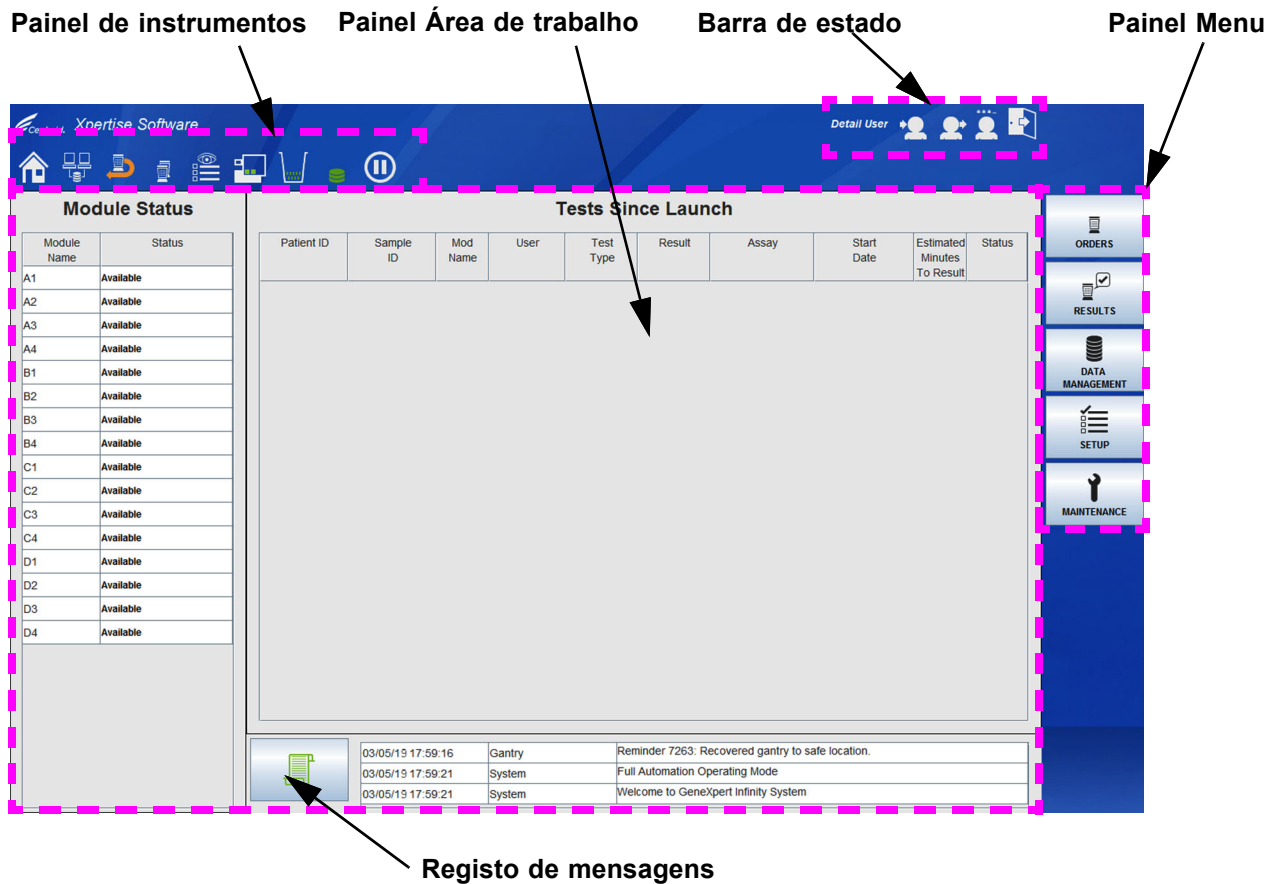 Painel de instrumentos Painel Área de trabalho Barra de estado Painel Menu
Xpertise Software
Detail User
Module Status
Module Name Status
A1 Available
A2 Available
A3 Available
A4 Available
B1 Available
B2 Available
B3 Available
B4 Available
C1 Available
C2 Available
C3 Available
C4 Available
D1 Available
D2 Available
D3 Available
D4 Available
Tests Since Launch
Patient ID Sample ID Mod Name User Test Type Result Assay Start Date Estimated Minutes To Result Status
ORDERS
RESULTS
DATA
MANAGEMENT
SETUP
MAINTENANCE
03/05/19 17:59:16 Gantry Reminder 7263: Recovered gantry to safe location.
03/05/19 17:59:21 System Full Automation Operating Mode
03/05/19 17:59:21 System Welcome to GeneXpert Infinity System
Registo de mensagens